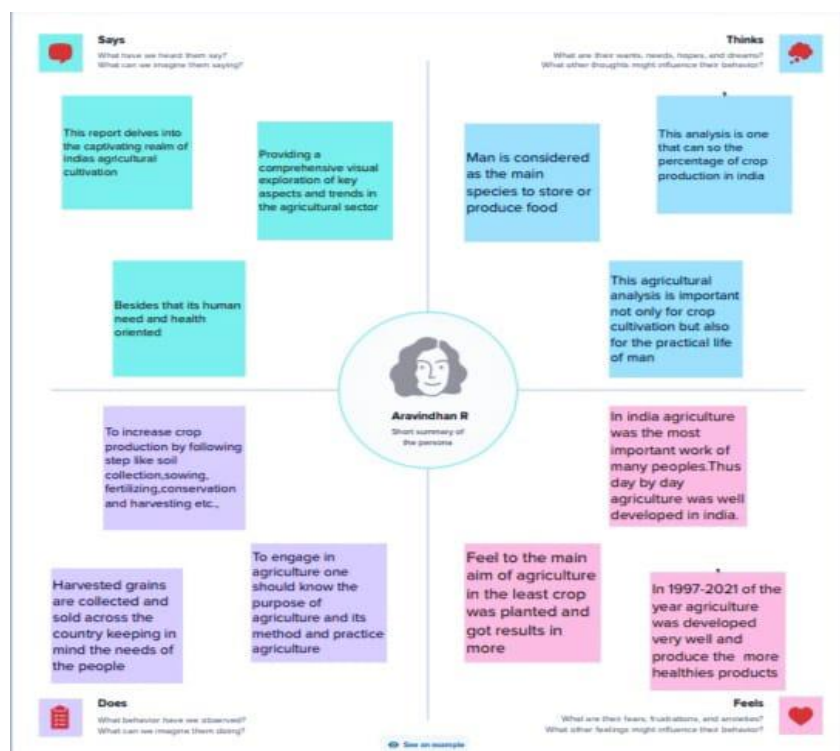 Says
What have we heard them say?
What can we imagine them saying?
This report delves into
the captivating realm of
indias agricultural
cultivation
Providing a
comprehensive visual
exploration of key
aspects and trends in
the agricultural sector
Besides that its human
need and health
oriented
Thinks
What are their wants, needs, hopes, and dreams?
What other thoughts might influence their behavior?
Man is considered
as the main
species to store or
produce food
This analysis is one
that can so the
percentage of crop
production in india
This agricultural
analysis is important
not only for crop
cultivation but also
for the practical life
of man
Aravindhan R
Short summary of
the persona
To increase crop
production by following
step like soil
collection,sowing,
fertilizing,conservation
and harvesting etc.,
Harvested grains
are collected and
sold across the
country keeping in
mind the needs of
the people
To engage in
agriculture one
should know the
purpose of
agriculture and its
method and practice
agriculture
Does
What behavior have we observed?
What can we imagine them doing?
In india agriculture
was the most
important work of
many peoples.Thus
day by day
agriculture was well
developed in india.
Feel to the main
aim of agriculture
in the least crop
was planted and
got results in
more
In 1997-2021 of the
year agriculture
was developed
very well and
produce the more
healthies products
Feels
What are their fears, frustrations, and anxieties?
What other feelings might influence their behavior?
See an example